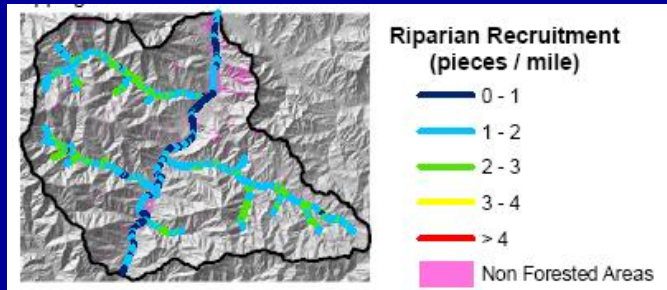 Riparian Recruitment
(pieces / mile)
0 - 1
1 - 2
2 - 3
3 - 4
> 4
Non Forested Areas